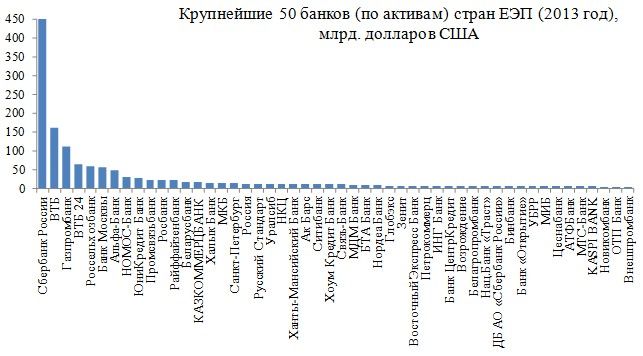 Крупнейшие 50 банков (по активам) стран ЕЭП (2013 год),
млрд. долларов США
450
400
350
300
250
200
150
100
50
0
Сбербанк России
ВТБ
Газпромбанк
ВТБ 24
Россельхозбанк
Банк Москвы
Альфа-Банк
НОМОС-Банк
ЮниКредит Банк
Промсвязьбанк
Росбанк
Райффайзенбанк
Беларусбанк
КАЗКОММЕРЦБАНК
Халык Банк
МКБ
Санкт-Петербург
Россия
Русский Стандарт
Уралсиб
НКЦ
Ханты-Мансийский Банк
Ак Барс
Ситибанк
Хоум Кредит Банк
Связь-Банк
МДМ Банк
БТА Банк
Нордеа Банк
Глобэкс
Зенит
Восточный Экспресс Банк
Петрокоммерц
ИНГ Банк
Банк ЦентрКредит
Возрождение
Белагропромбанк
Нац.Банк «Траст»
ДБ АО «Сбербанк России»
Бинбанк
Банк «Открытие»
УБРР
МИБ
Цеснабанк
АТФБанк
МТС-Банк
KASPI BANK
Новикомбанк
ОТП Банк
Внешпромбанк